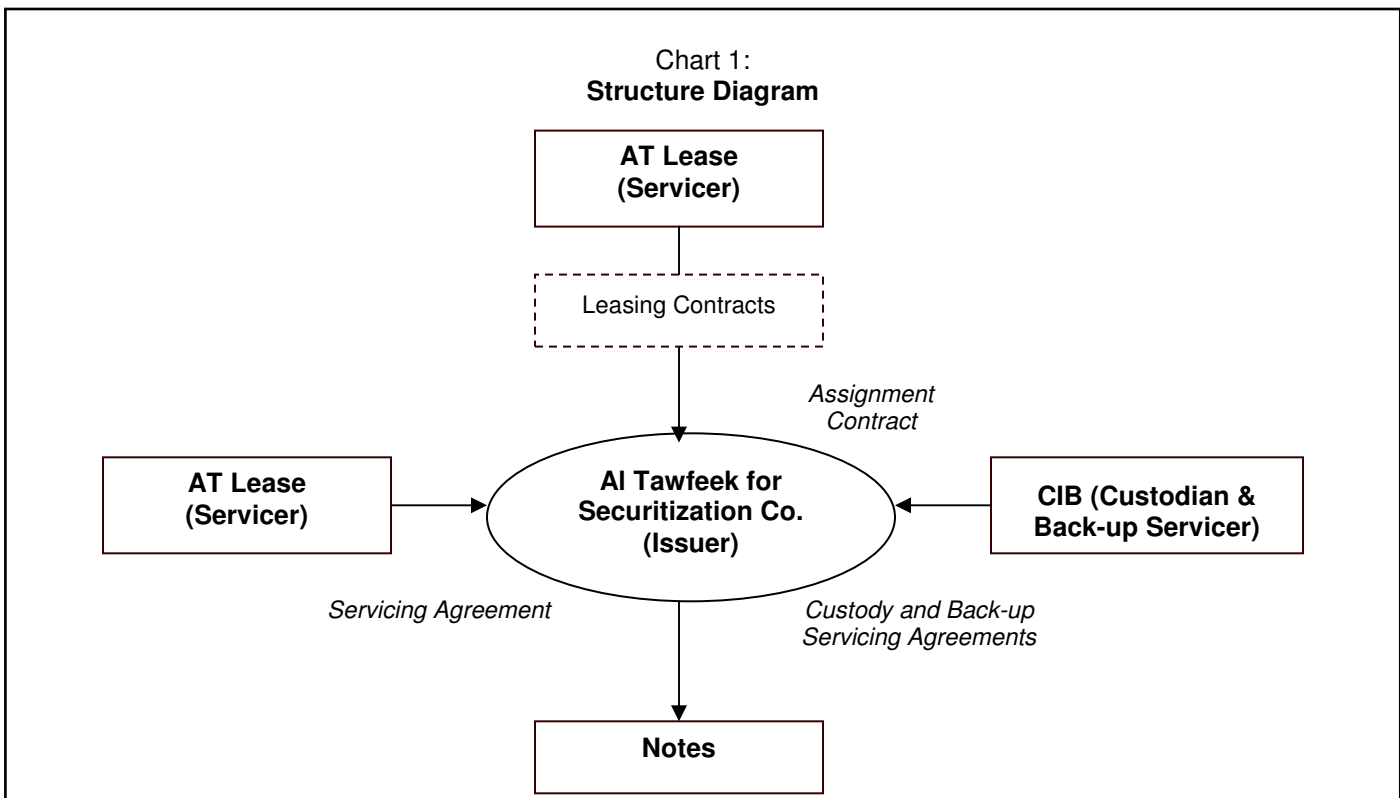 Chart 1:
Structure Diagram
AT Lease
(Servicer)
Leasing Contracts
Assignment
Contract
AT Lease
(Servicer)
Al Tawfeek for
Securitization Co.
(Issuer)
CIB (Custodian &
Back-up Servicer)
Servicing Agreement
Custody and Back-up
Servicing Agreements
Notes